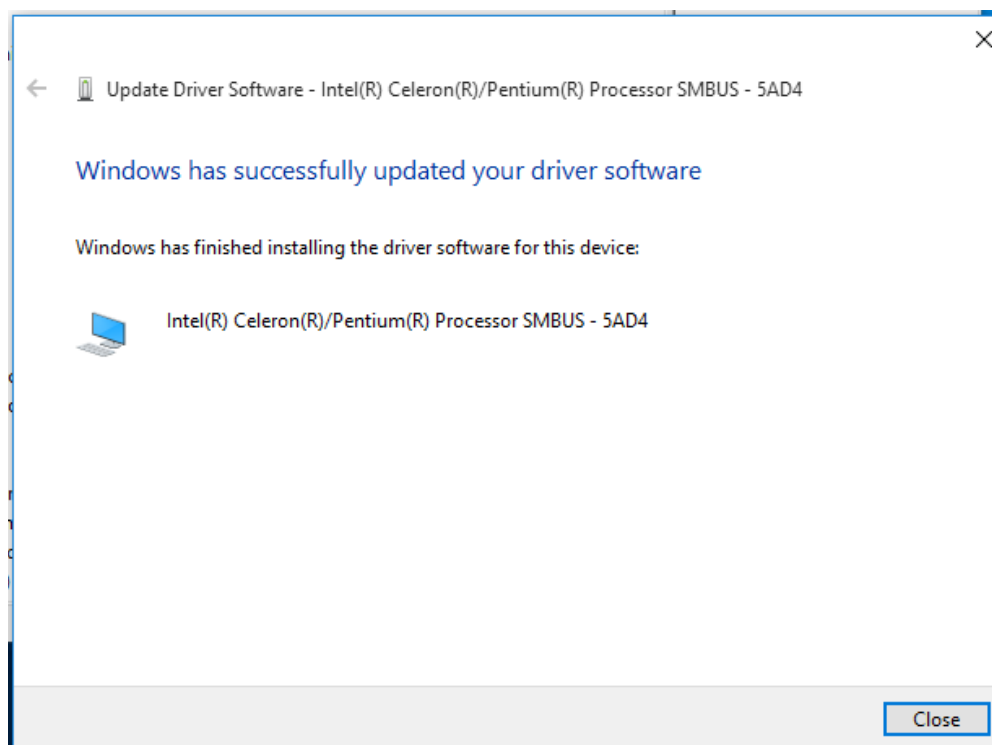 Update Driver Software - Intel(R) Celeron(R)/Pentium(R) Processor SMBUS - 5AD4
Windows has successfully updated your driver software
Windows has finished installing the driver software for this device:
Intel(R) Celeron(R)/Pentium(R) Processor SMBUS - 5AD4
Close